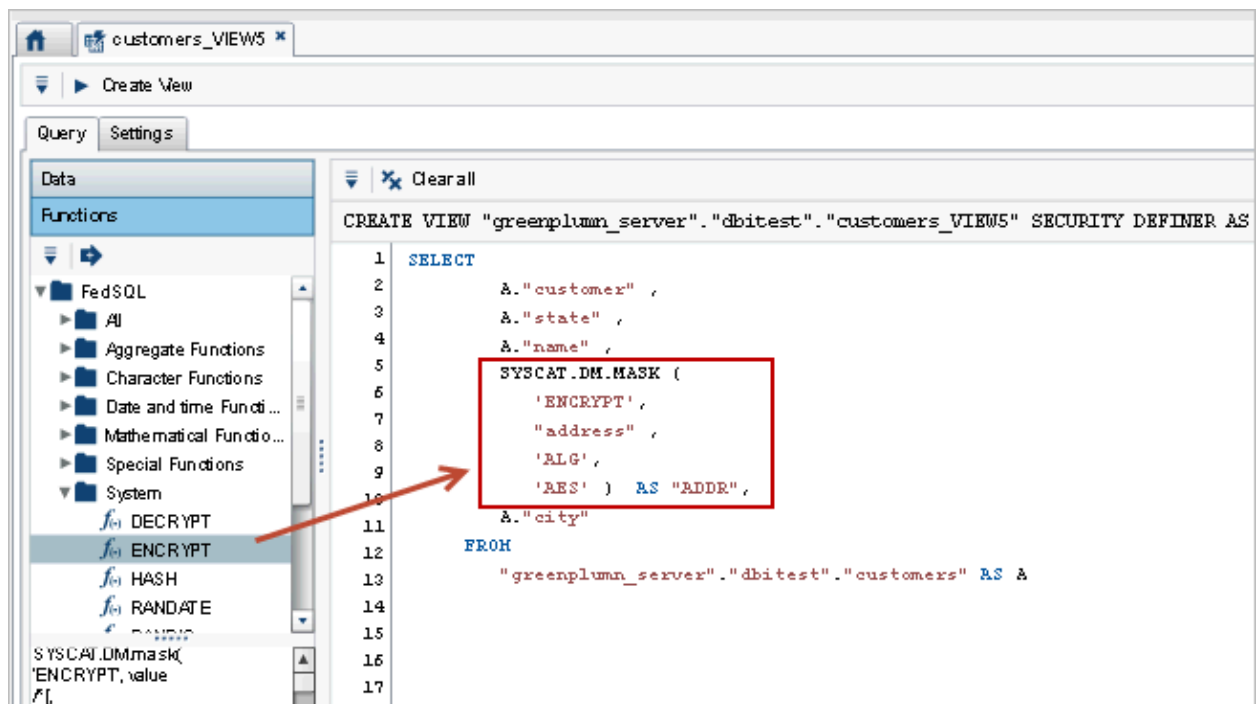 customers_VIEW5
Create View
Query Settings
Data
Functions
FedSQL
All
Aggregate Functions
Character Functions
Date and time Functi...
Mathematical Functio...
Special Functions
System
DECRYPT
ENCRYPT
HASH
RANDATE
SYSCAT.DM.mask(
'ENCRYPT', value
/*[,
Clear all
CREATE VIEW "greenplumn_server"."dbitest"."customers_VIEW5" SECURITY DEFINER AS
1 SELECT
2 A."customer" ,
3 A."state" ,
4 A."name" ,
5 SYSCAT.DM.MASK (
6 'ENCRYPT',
7 "address" ,
8 'ALG',
9 'AES' ) AS "ADDR",
10
11 A."city"
12 FROM
13 "greenplumn_server"."dbitest"."customers" AS A
14
15
16
17